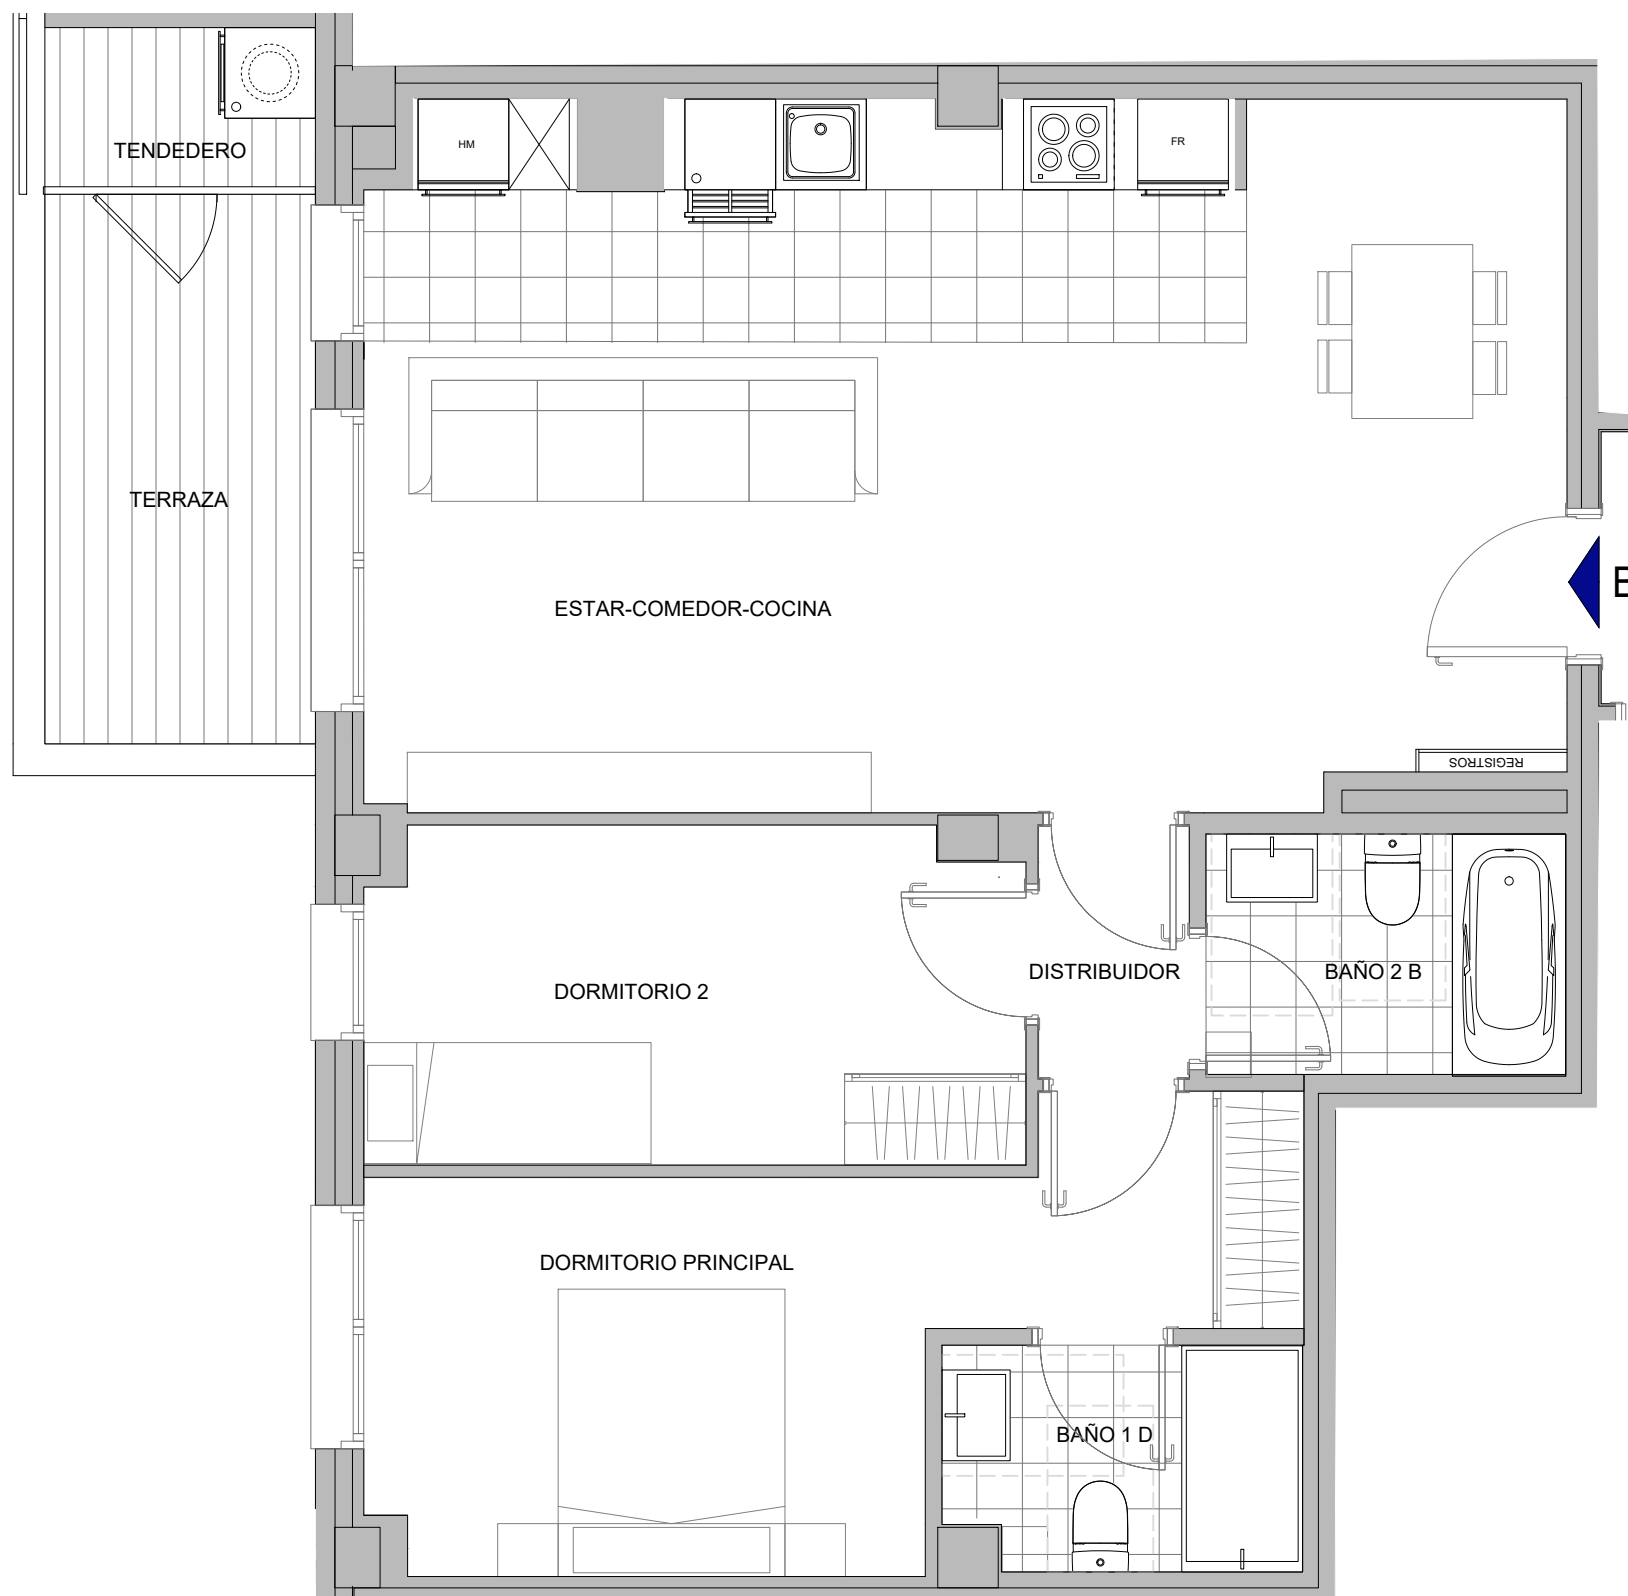 TENDEDERO
HM
FR
TERRAZA
E
ESTAR-COMEDOR-COCINA
REGISTROS
DISTRIBUIDOR
BAÑO 2 B
DORMITORIO 2
DORMITORIO PRINCIPAL
BAÑO 1 D